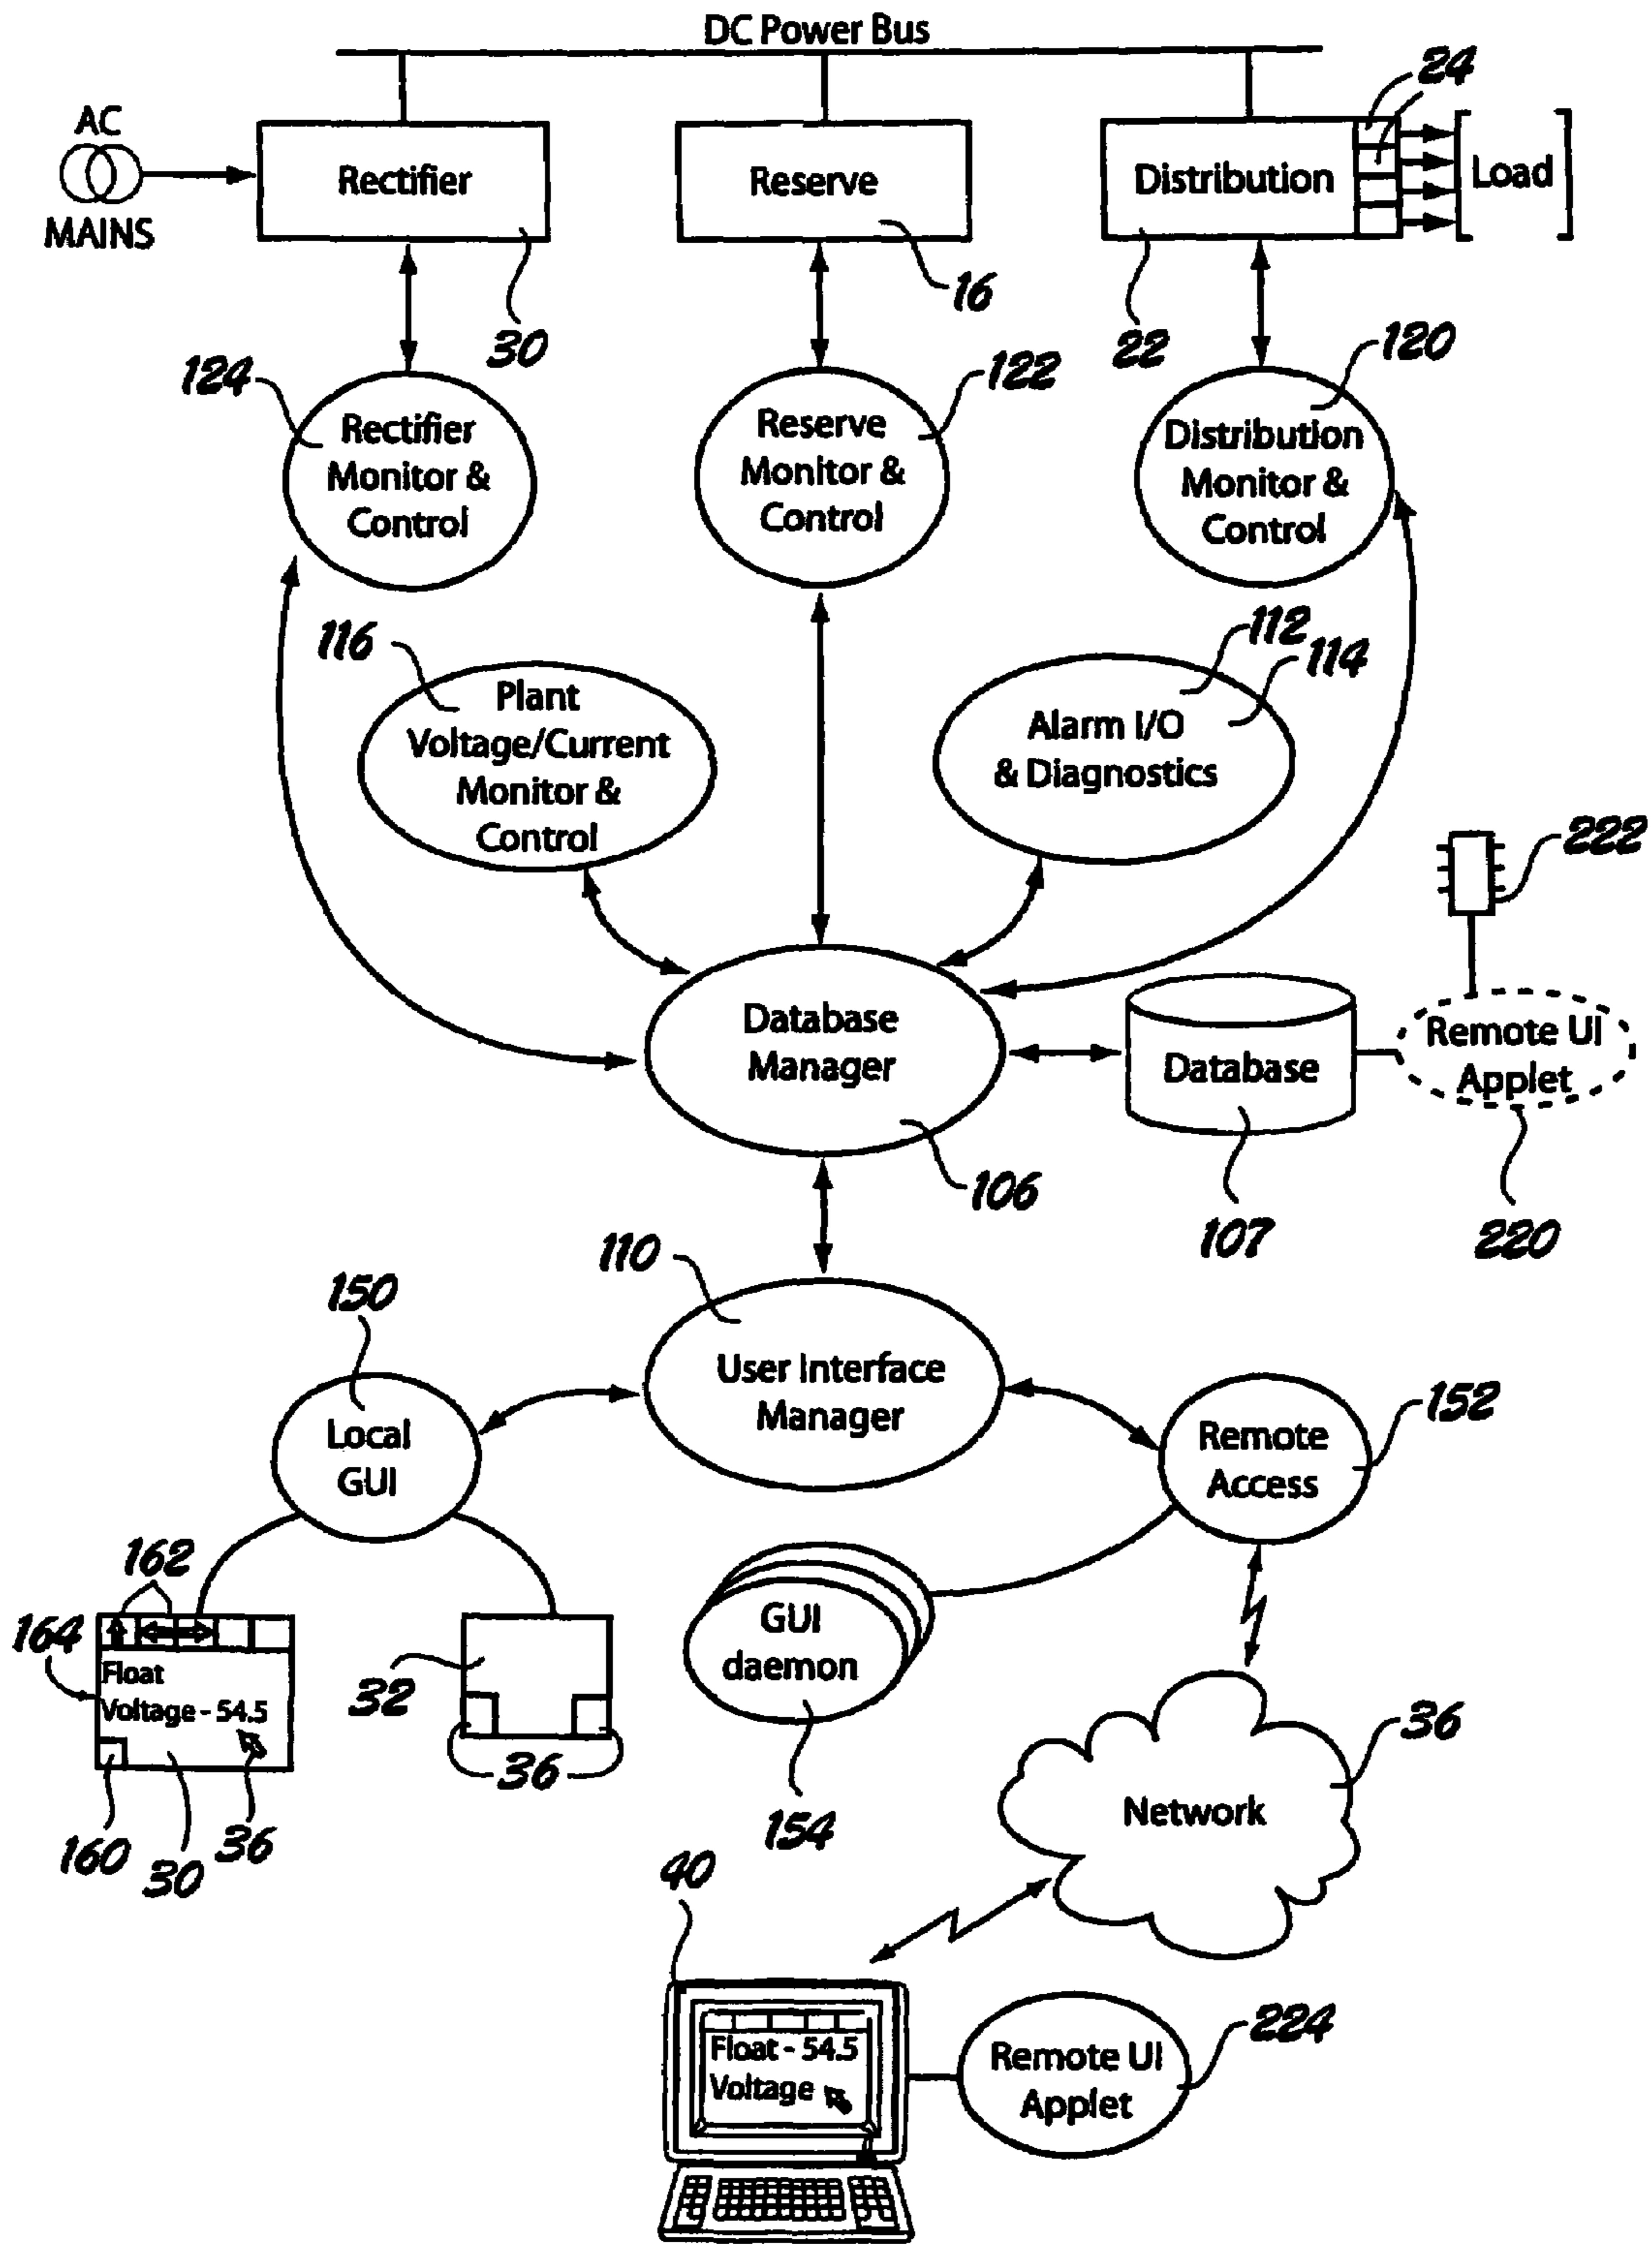 DC Power Bus
24
AC
MAINS
Rectifier
Reserve
Distribution
Load
30
16
22
124
122
120
Rectifier
Monitor &
Control
Reserve
Monitor &
Control
Distribution
Monitor &
Control
116
112
114
Plant
Voltage/Current
Monitor &
Control
Alarm I/O
& Diagnostics
222
Database
Manager
Database
Remote UI
Applet
106
107
220
110
150
User Interface
Manager
Local
GUI
Remote
Access
152
162
164
Float
Voltage - 54.5
32
36
160
30
36
GUI
daemon
154
36
Network
40
Float - 54.5
Voltage
Remote UI
Applet
224